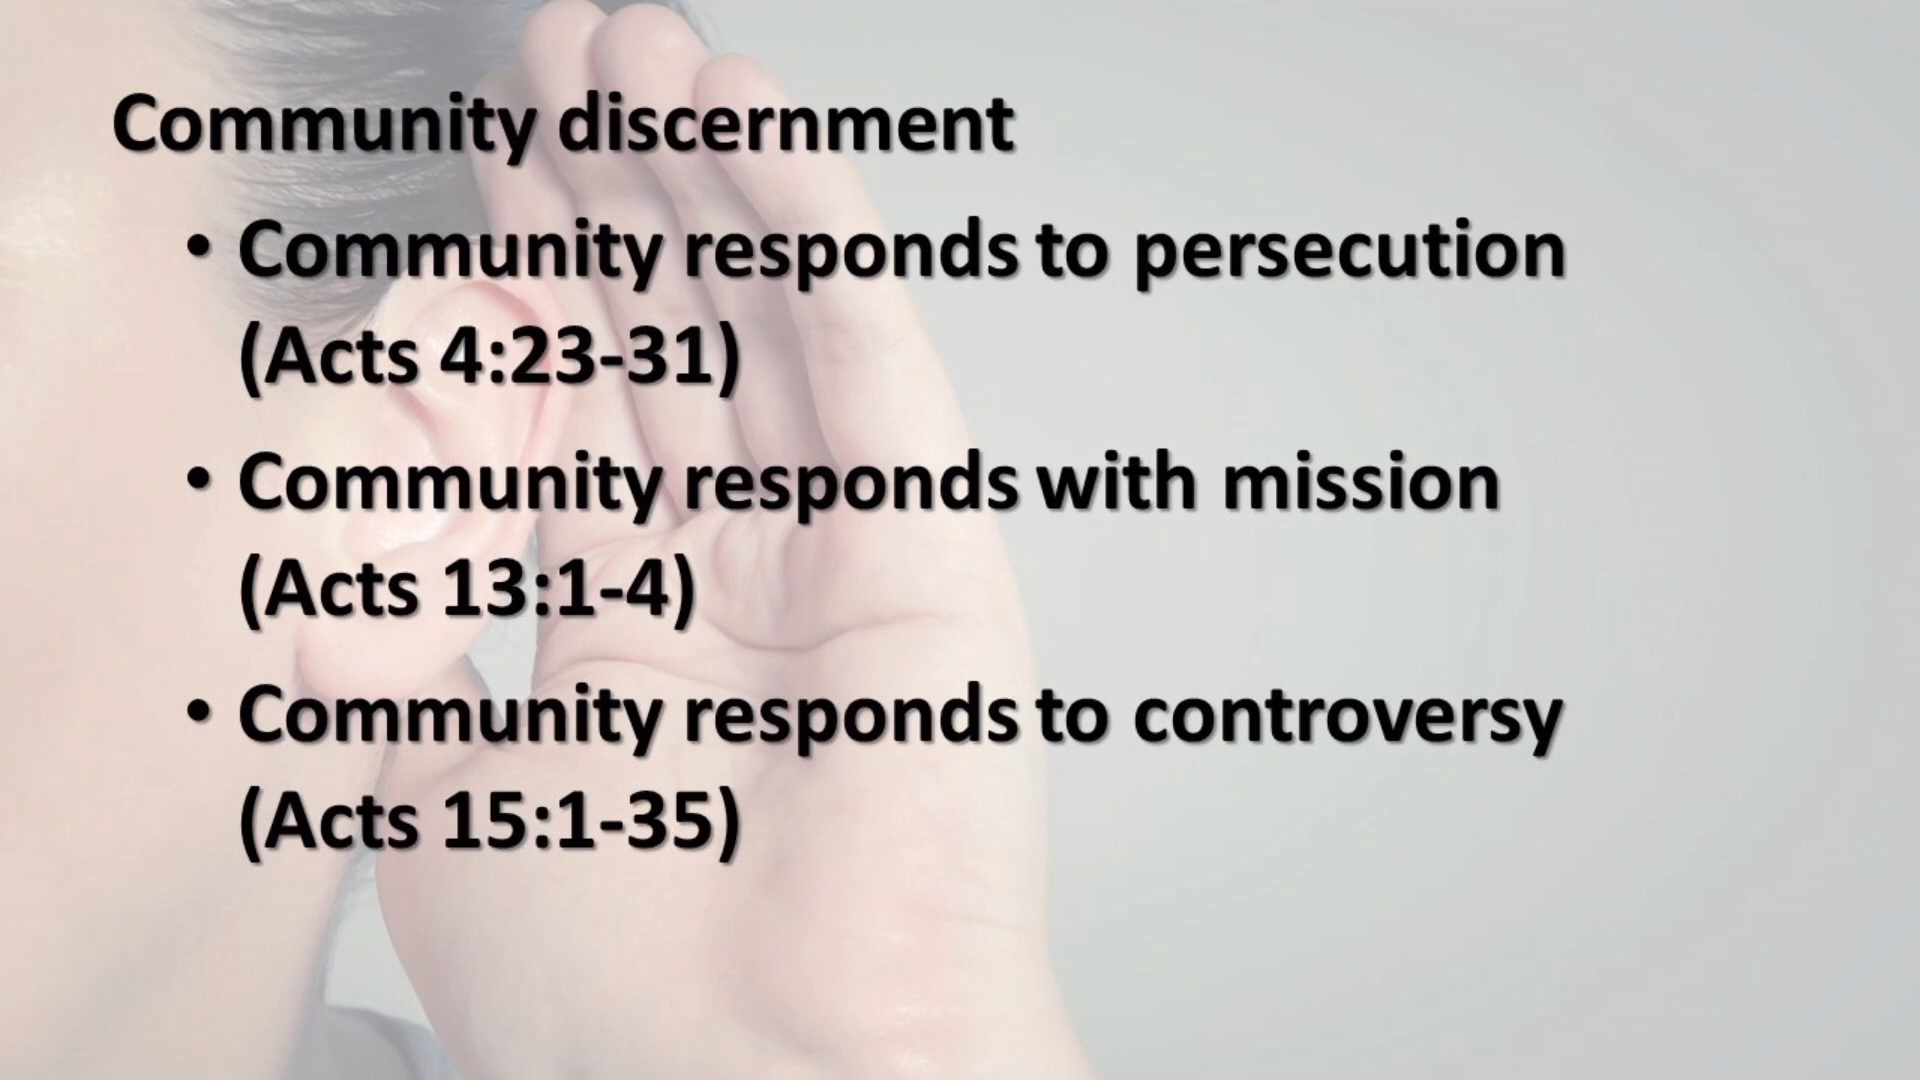 Community discernment
• Community responds to persecution
(Acts 4:23-31)
• Community responds with mission
(Acts 13:1-4)
• Community responds to controversy
(Acts 15:1-35)